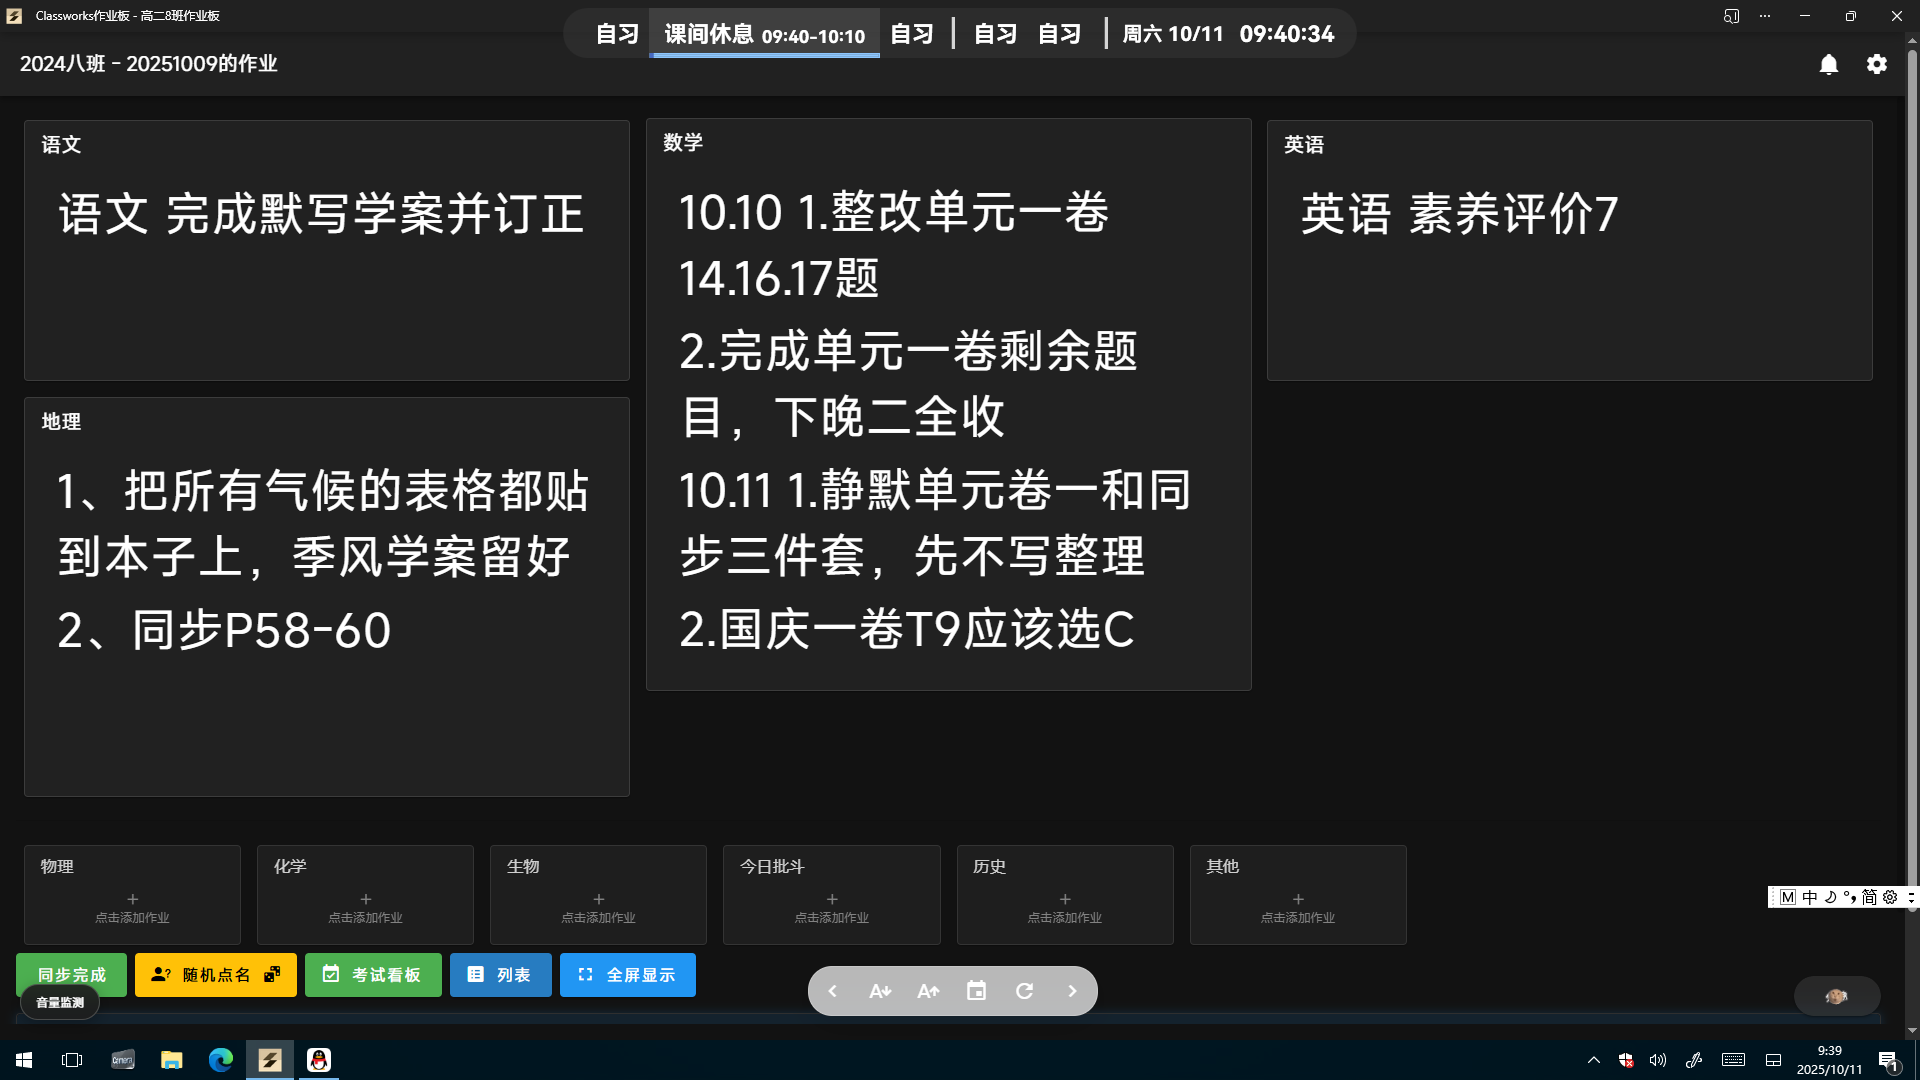 Classworks作业板 - 高二8班作业板
自习 课间休息 09:40-10:10 自习 自习 自习 周六 10/11 09:40:34
2024八班 - 20251009的作业
语文
语文 完成默写学案并订正
数学
10.10 1.整改单元一卷
14.16.17题
2.完成单元一卷剩余题
目，下晚二全收
10.11 1.静默单元卷一和同
步三件套，先不写整理
2.国庆一卷T9应该选C
英语
英语 素养评价7
地理
1、把所有气候的表格都贴
到本子上，季风学案留好
2、同步P58-60
物理
点击添加作业
化学
点击添加作业
生物
点击添加作业
今日批斗
点击添加作业
历史
点击添加作业
其他
点击添加作业
M 中 简
同步完成 随机点名 考试看板 列表 全屏显示
音量监测
9:39
2025/10/11
1